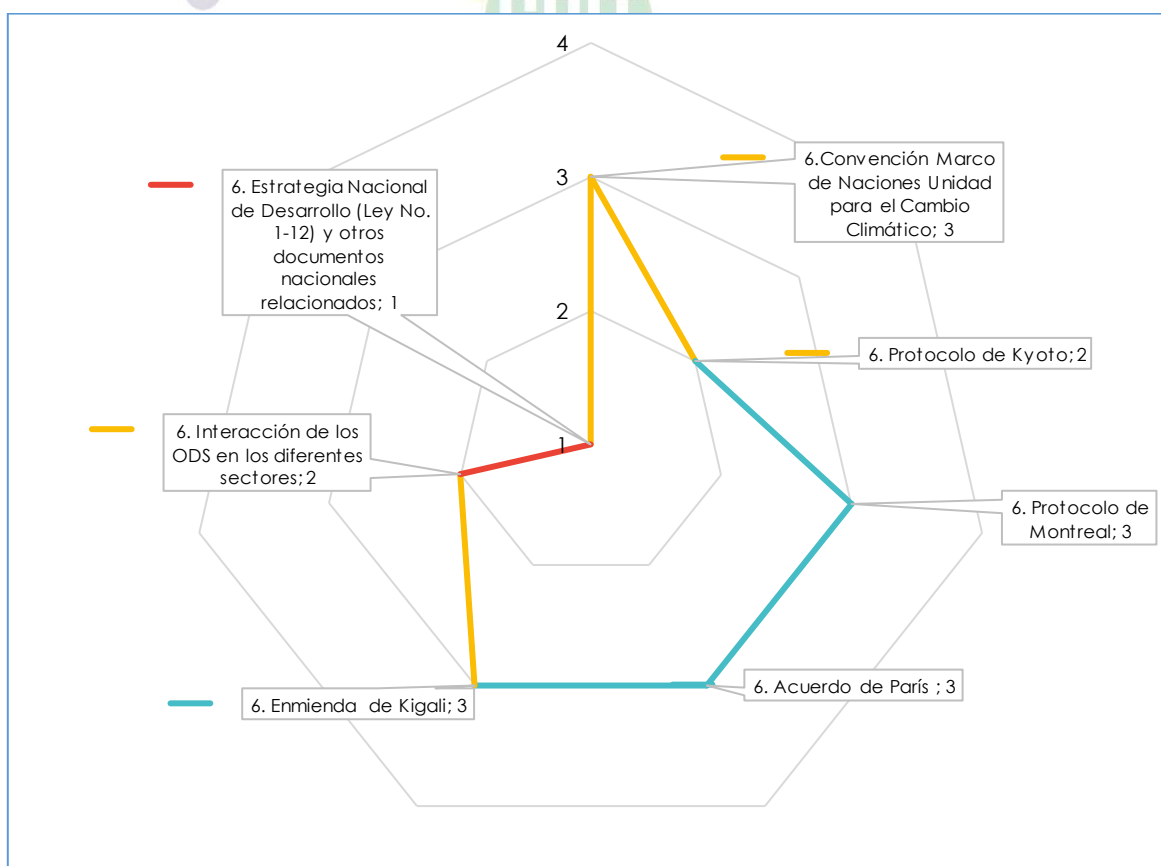 4
3
2
1
6.Convención Marco
de Naciones Unidad
para el Cambio
Climático; 3
6. Protocolo de Kyoto;2
6. Protocolo de
Montreal; 3
6. Acuerdo de París ; 3
6. Enmienda de Kigali; 3
6. Interacción de los
ODS en los diferentes
sectores;2
6. Estrategia Nacional
de Desarrollo (Ley No.
1-12) y otros
documentos
nacionales
relacionados; 1